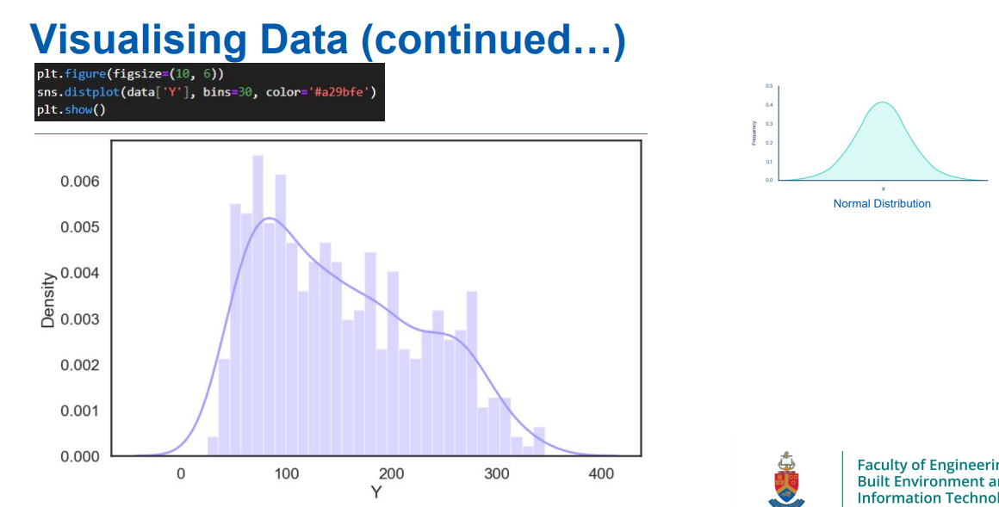 Visualising Data (continued…)
plt.figure(figsize=(10, 6))
sns.distplot(data['Y'], bins=30, color='#a29bfe')
plt.show()
0.006
0.005
0.004
0.003
0.002
0.001
0.000
Density
0
100
200
300
400
Y
0.5
0.4
0.3
0.2
0.1
0.0
Frequency
x
Normal Distribution
Faculty of Engineerin
Built Environment a
Information Technol